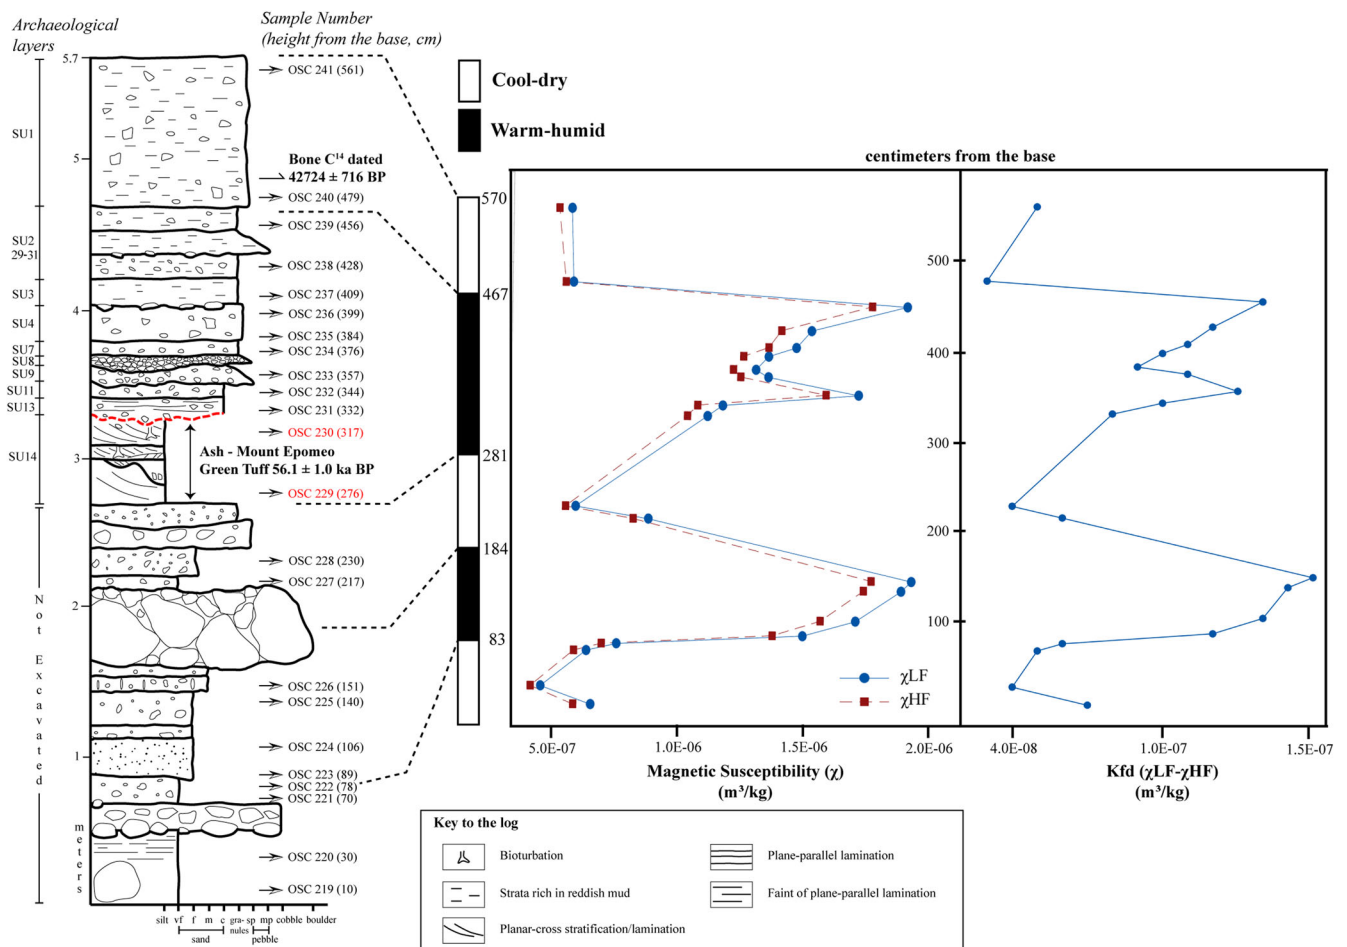 Archaeological
layers
Sample Number
(height from the base, cm)
5.7
5
4
3
2
1
SU1
SU2
29-31
SU3
SU4
SU7
SU8
SU9
SU11
SU13
SU14
Not Excavated
meters
OSC 241 (561)
Bone C¹⁴ dated
42724 ± 716 BP
OSC 240 (479)
OSC 239 (456)
OSC 238 (428)
OSC 237 (409)
OSC 236 (399)
OSC 235 (384)
OSC 234 (376)
OSC 233 (357)
OSC 232 (344)
OSC 231 (332)
OSC 230 (317)
Ash - Mount Epomeo
Green Tuff 56.1 ± 1.0 ka BP
OSC 229 (276)
OSC 228 (230)
OSC 227 (217)
OSC 226 (151)
OSC 225 (140)
OSC 224 (106)
OSC 223 (89)
OSC 222 (78)
OSC 221 (70)
OSC 220 (30)
OSC 219 (10)
silt vf f m c gra- sp mp cobble boulder
nules
sand pebble
Cool-dry
Warm-humid
570
467
281
184
83
centimeters from the base
500
400
300
200
100
χLF
χHF
5.0E-07 1.0E-06 1.5E-06 2.0E-06
Magnetic Susceptibility (χ)
(m³/kg)
4.0E-08 1.0E-07 1.5E-07
Kfd (χLF-χHF)
(m³/kg)
Key to the log
Bioturbation
Plane-parallel lamination
Strata rich in reddish mud
Faint of plane-parallel lamination
Planar-cross stratification/lamination